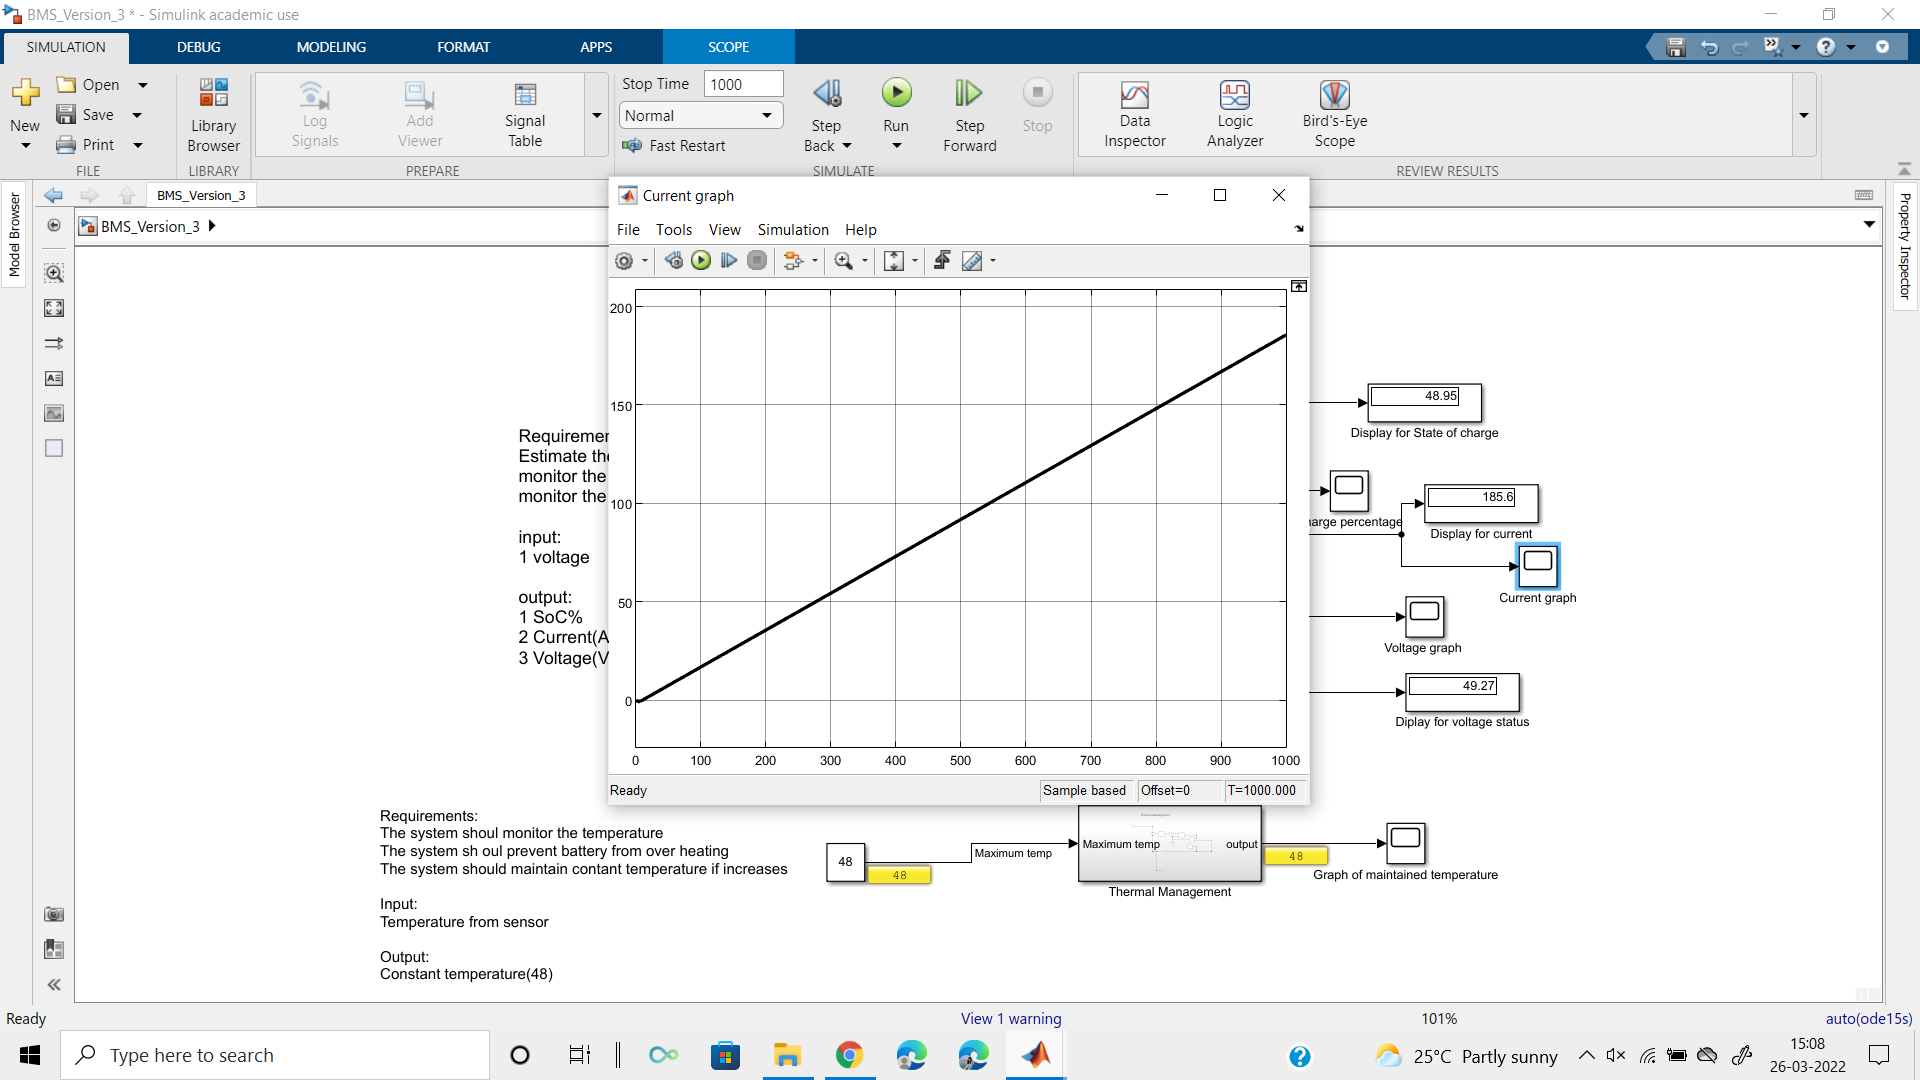 BMS_Version_3 * - Simulink academic use
SIMULATION DEBUG MODELING FORMAT APPS SCOPE
New
Open
Save
Print
FILE
Library
Browser
LIBRARY
Log
Signals
Add
Viewer
Signal
Table
PREPARE
Stop Time 1000
Normal
Fast Restart
Step
Back
Run
Step
Forward
Stop
SIMULATE
Data
Inspector
Logic
Analyzer
Bird's-Eye
Scope
REVIEW RESULTS
Model Browser
BMS_Version_3
BMS_Version_3
Property Inspector
Current graph
File Tools View Simulation Help
200
150
100
50
0
0 100 200 300 400 500 600 700 800 900 1000
Ready
Sample based Offset=0 T=1000.000
Requiremen
Estimate the
monitor the
monitor the
input:
1 voltage
output:
1 SoC%
2 Current(A
3 Voltage(V
48.95
Display for State of charge
arge percentage
185.6
Display for current
Current graph
Voltage graph
49.27
Diplay for voltage status
Requirements:
The system shoul monitor the temperature
The system sh oul prevent battery from over heating
The system should maintain contant temperature if increases
Input:
Temperature from sensor
Output:
Constant temperature(48)
48
48
Maximum temp
Maximum temp
output
Thermal Management
48
Graph of maintained temperature
Ready
View 1 warning
101%
auto(ode15s)
Type here to search
25°C Partly sunny
15:08
26-03-2022